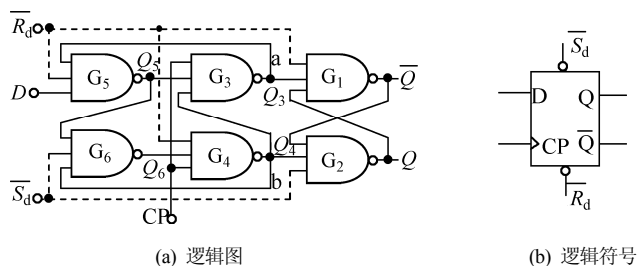 R̅d
Q5
a
G5
G3
G1
Q̅
D
Q3
G6
G4
Q4
G2
Q
Q6
b
S̅d
CP
(a) 逻辑图
S̅d
D
Q
CP
Q̅
R̅d
(b) 逻辑符号